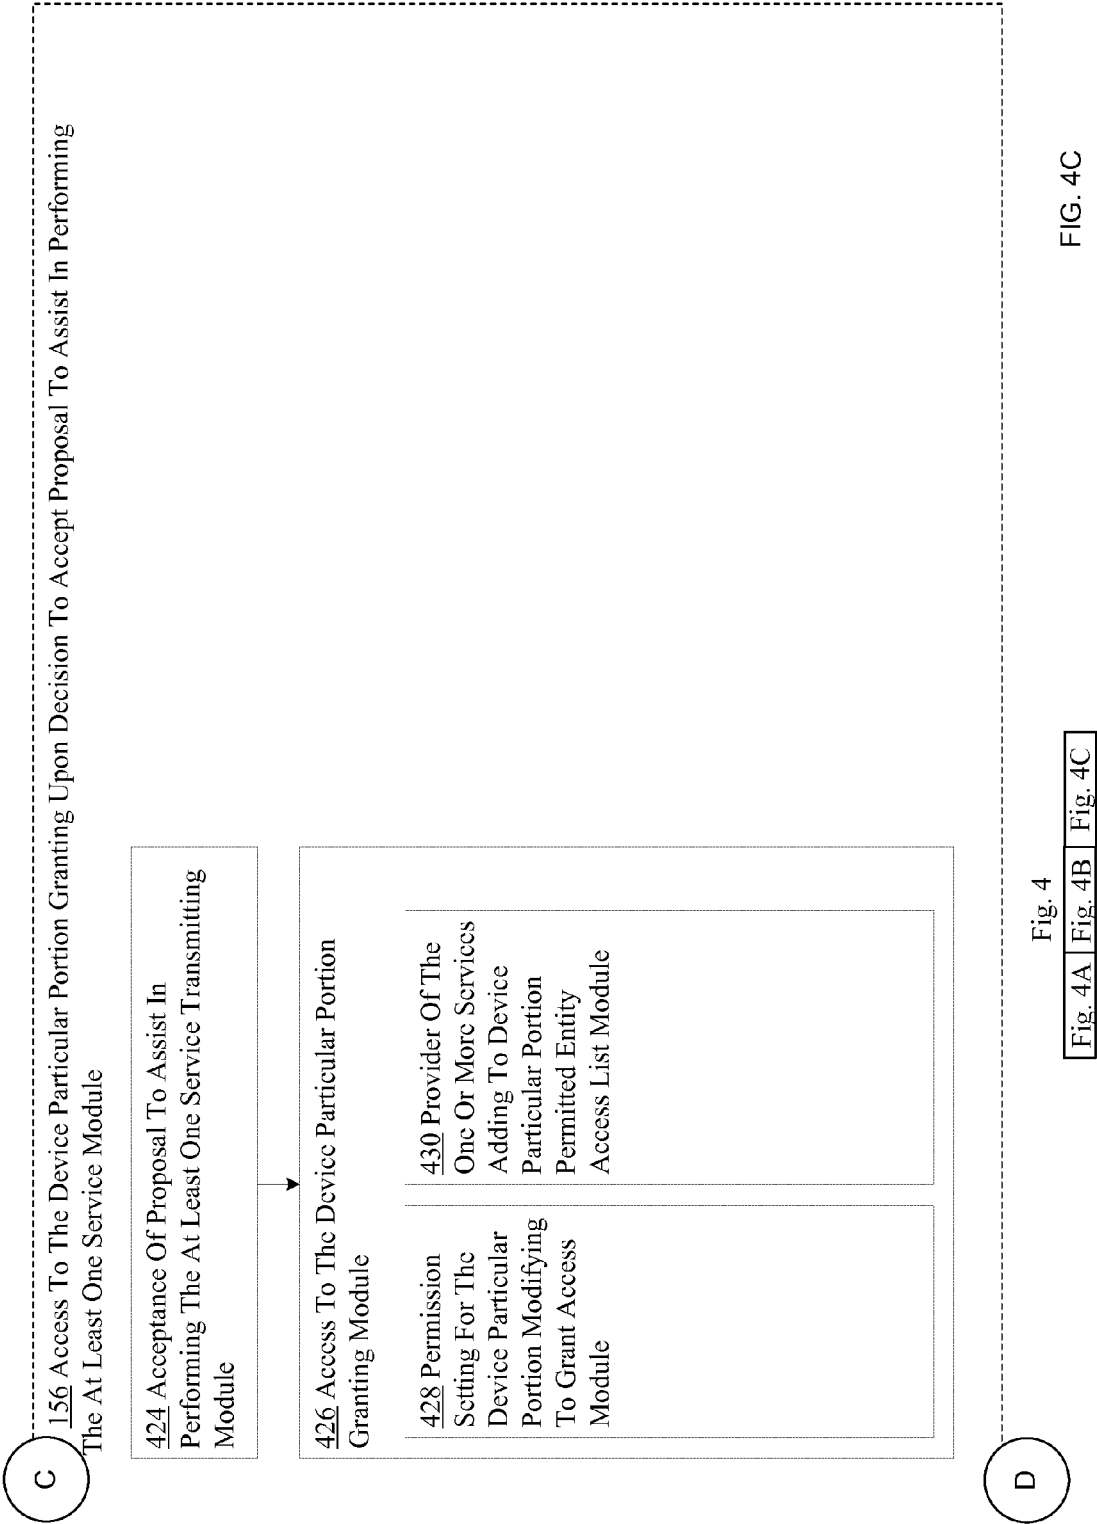 C
156 Access To The Device Particular Portion Granting Upon Decision To Accept Proposal To Assist In Performing
The At Least One Service Module
424 Acceptance Of Proposal To Assist In
Performing The At Least One Service Transmitting
Module
426 Access To The Device Particular Portion
Granting Module
428 Permission
Setting For The
Device Particular
Portion Modifying
To Grant Access
Module
430 Provider Of The
One Or More Services
Adding To Device
Particular Portion
Permitted Entity
Access List Module
D
Fig. 4
Fig. 4A Fig. 4B Fig. 4C
FIG. 4C